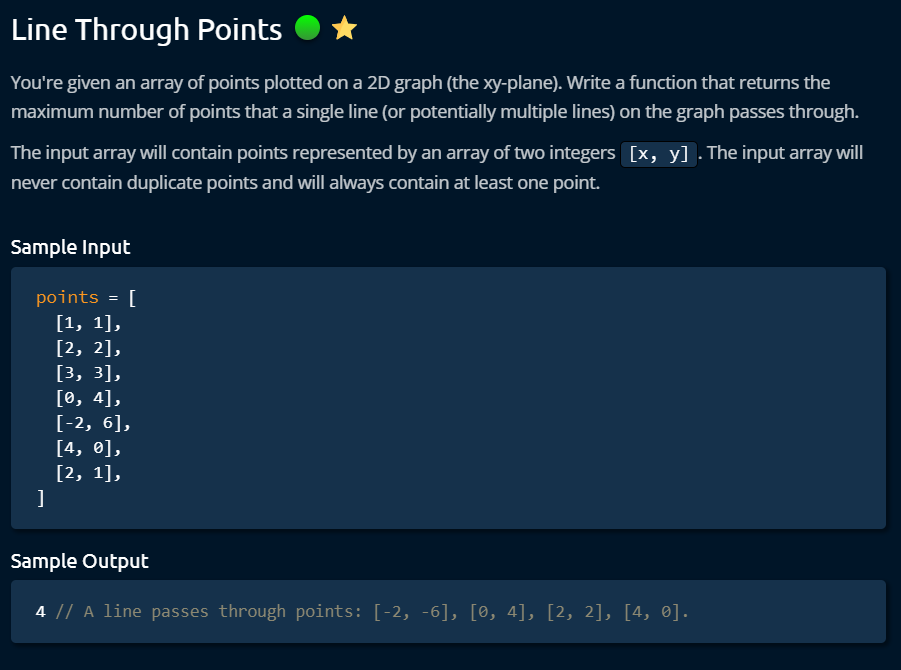 Line Through Points
You're given an array of points plotted on a 2D graph (the xy-plane). Write a function that returns the
maximum number of points that a single line (or potentially multiple lines) on the graph passes through.
The input array will contain points represented by an array of two integers [x, y]. The input array will
never contain duplicate points and will always contain at least one point.
Sample Input
points = [
[1, 1],
[2, 2],
[3, 3],
[0, 4],
[-2, 6],
[4, 0],
[2, 1],
]
Sample Output
4 // A line passes through points: [-2, -6], [0, 4], [2, 2], [4, 0].